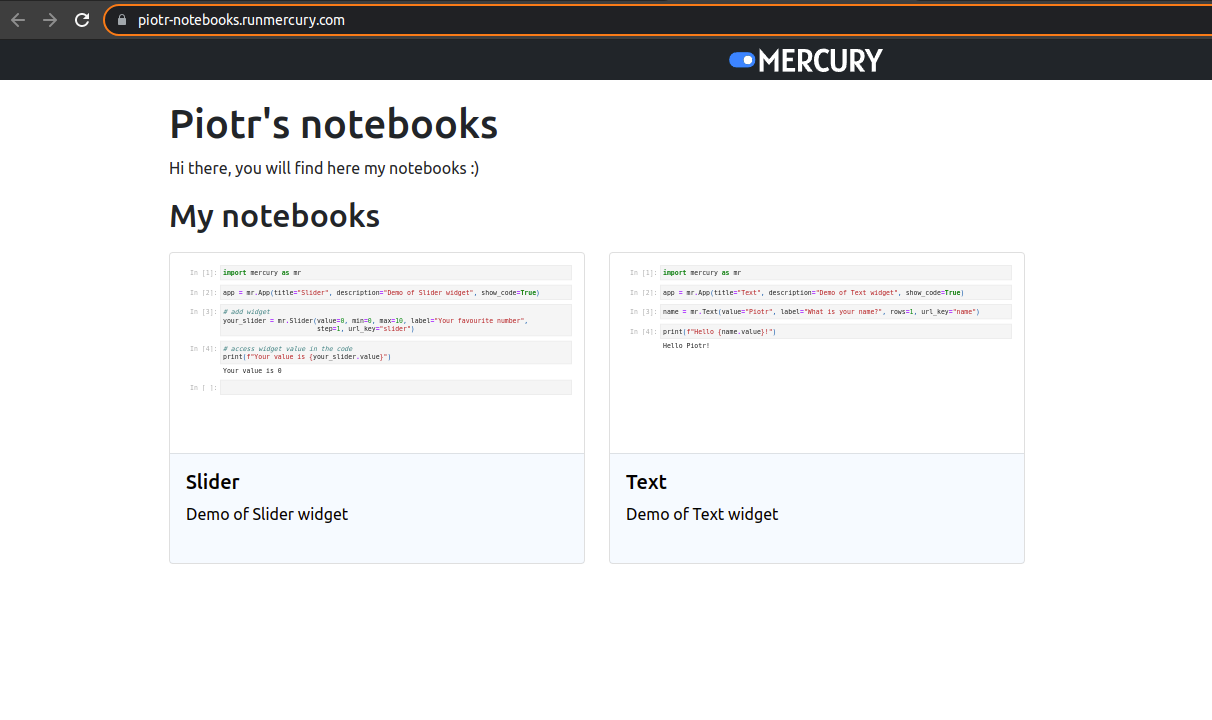 piotr-notebooks.runmercury.com
MERCURY
Piotr's notebooks
Hi there, you will find here my notebooks :)
My notebooks
In [1]: import mercury as mr
In [2]: app = mr.App(title="Slider", description="Demo of Slider widget", show_code=True)
In [3]: # add widget
your_slider = mr.Slider(value=0, min=0, max=10, label="Your favourite number",
step=1, url_key="slider")
In [4]: # access widget value in the code
print(f"Your value is {your_slider.value}")
Your value is 0
In [ ]:
Slider
Demo of Slider widget
In [1]: import mercury as mr
In [2]: app = mr.App(title="Text", description="Demo of Text widget", show_code=True)
In [3]: name = mr.Text(value="Piotr", label="What is your name?", rows=1, url_key="name")
In [4]: print(f"Hello {name.value}!")
Hello Piotr!
Text
Demo of Text widget